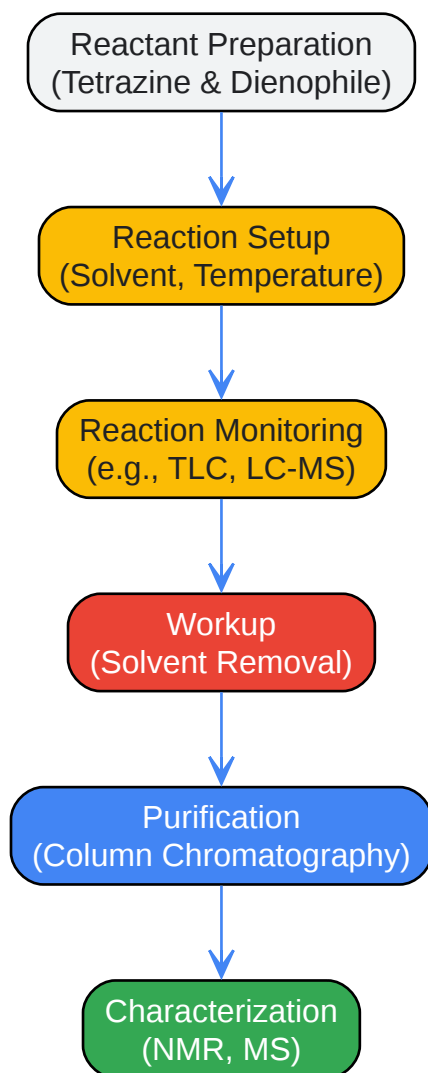 Reactant Preparation
(Tetrazine & Dienophile)
Reaction Setup
(Solvent, Temperature)
Reaction Monitoring
(e.g., TLC, LC-MS)
Workup
(Solvent Removal)
Purification
(Column Chromatography)
Characterization
(NMR, MS)